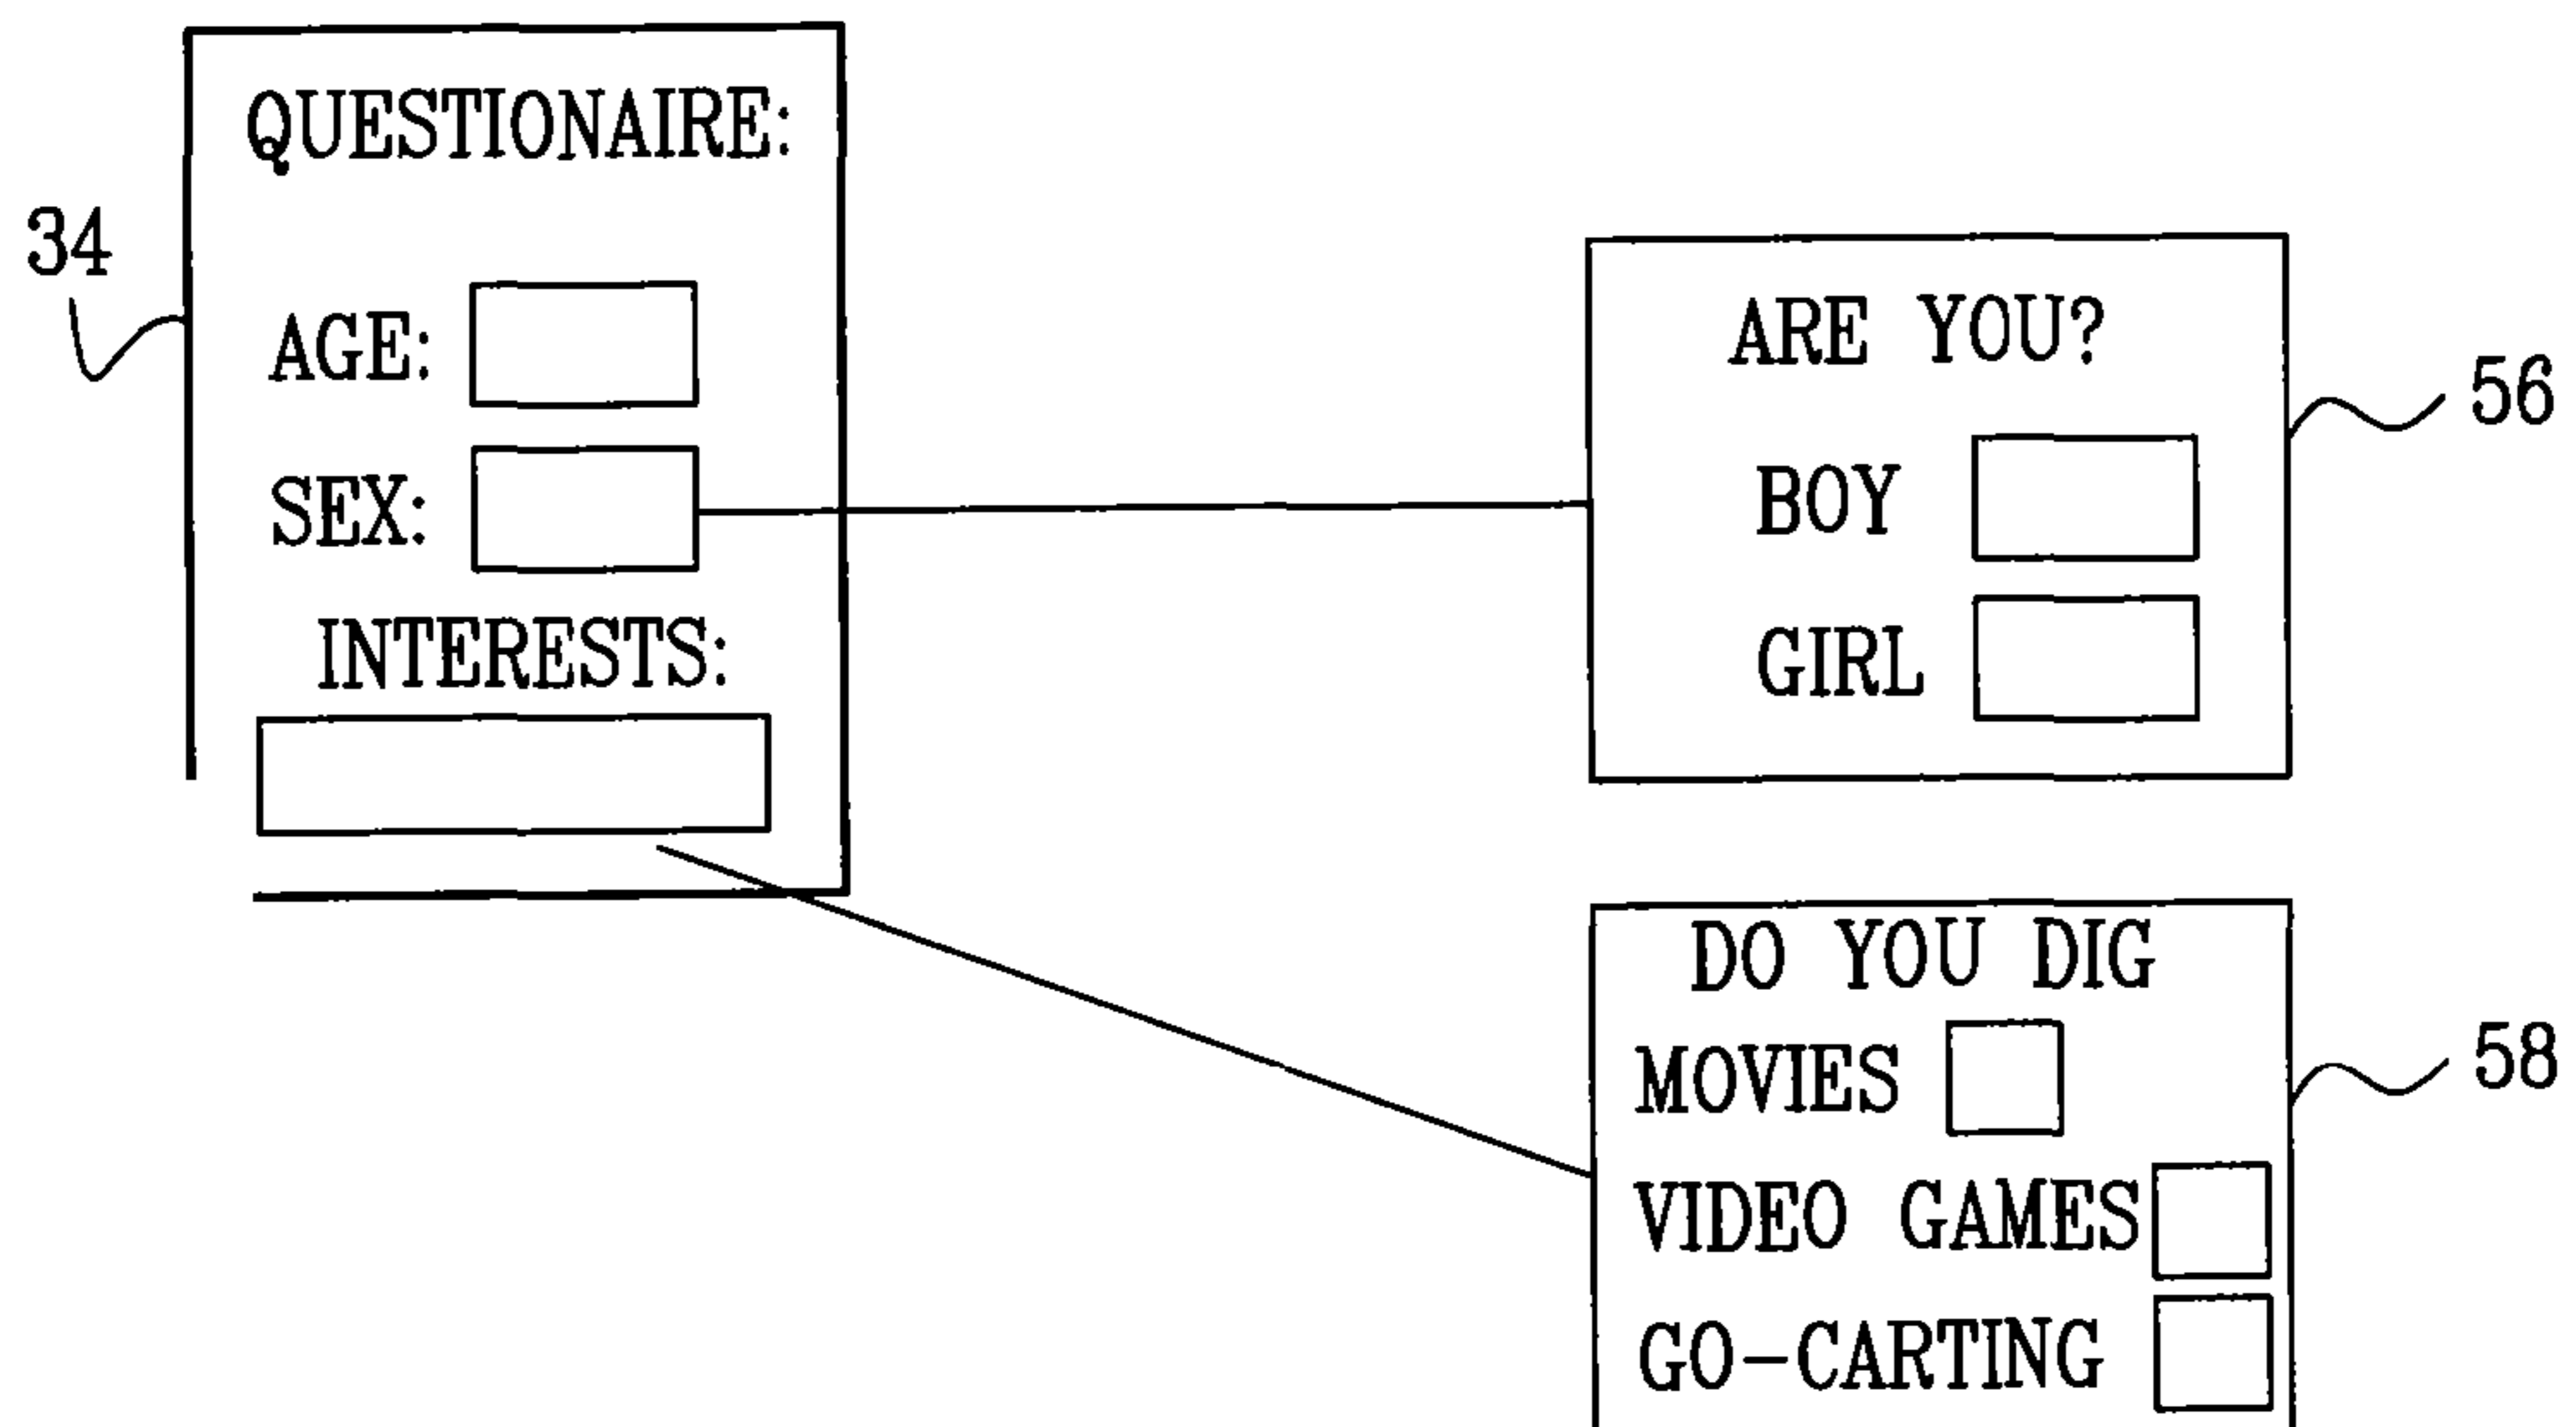 QUESTIONAIRE:
34
AGE:
SEX:
INTERESTS:
ARE YOU?
56
BOY
GIRL
DO YOU DIG
58
MOVIES
VIDEO GAMES
GO-CARTING